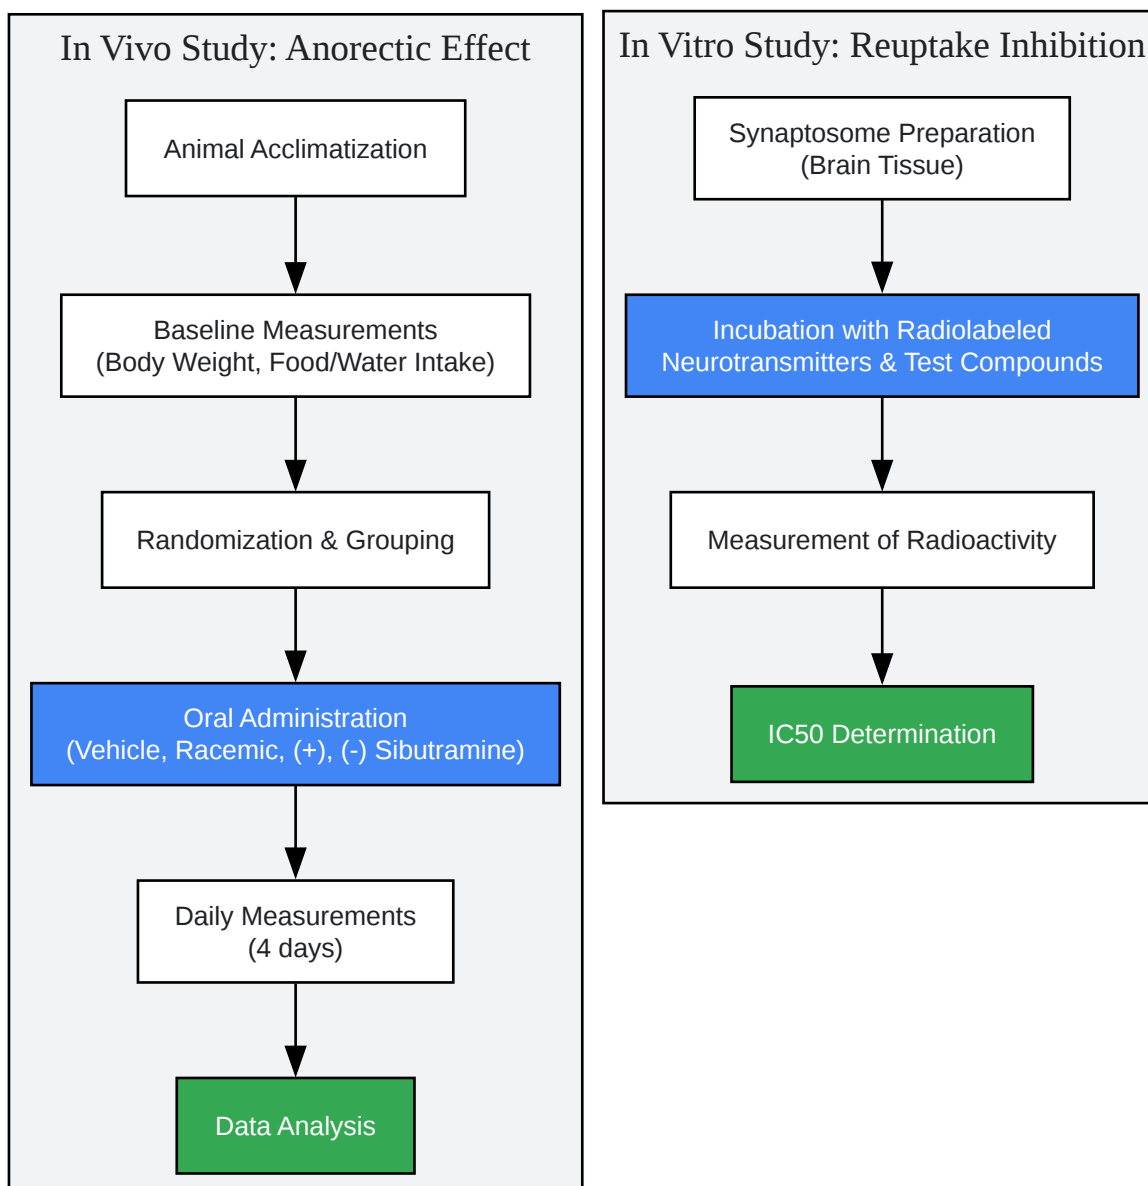 In Vivo Study: Anorectic Effect
Animal Acclimatization
Baseline Measurements
(Body Weight, Food/Water Intake)
Randomization & Grouping
Oral Administration
(Vehicle, Racemic, (+), (-) Sibutramine)
Daily Measurements
(4 days)
Data Analysis
In Vitro Study: Reuptake Inhibition
Synaptosome Preparation
(Brain Tissue)
Incubation with Radiolabeled
Neurotransmitters & Test Compounds
Measurement of Radioactivity
IC50 Determination